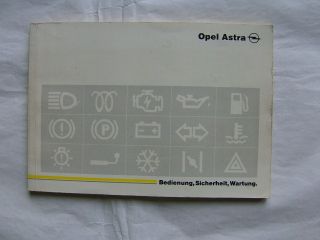 Opel Astra
P
Bedienung, Sicherheit, Wartung.